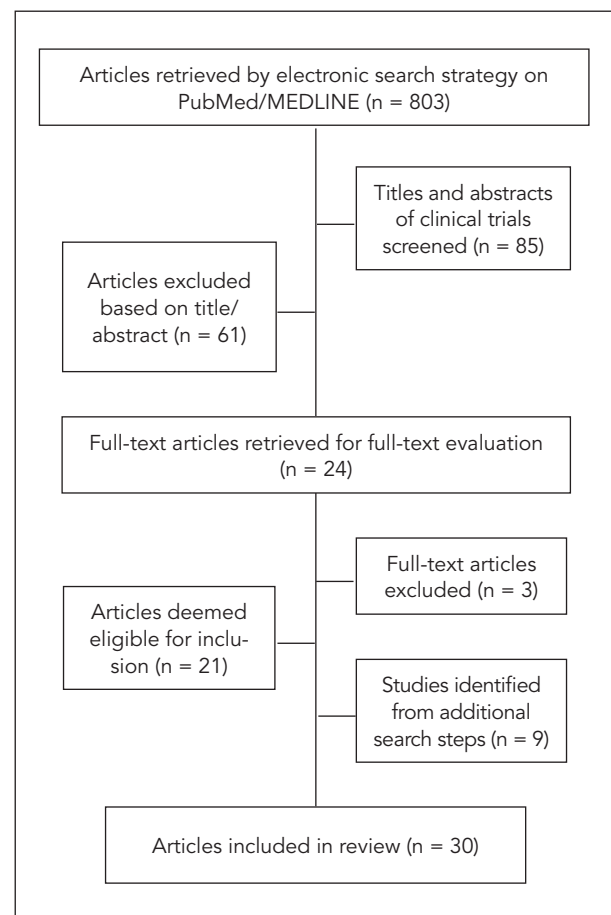 Articles retrieved by electronic search strategy on
PubMed/MEDLINE (n = 803)
Titles and abstracts
of clinical trials
screened (n = 85)
Articles excluded
based on title/
abstract (n = 61)
Full-text articles retrieved for full-text evaluation
(n = 24)
Full-text articles
excluded (n = 3)
Articles deemed
eligible for inclu-
sion (n = 21)
Studies identified
from additional
search steps (n = 9)
Articles included in review (n = 30)